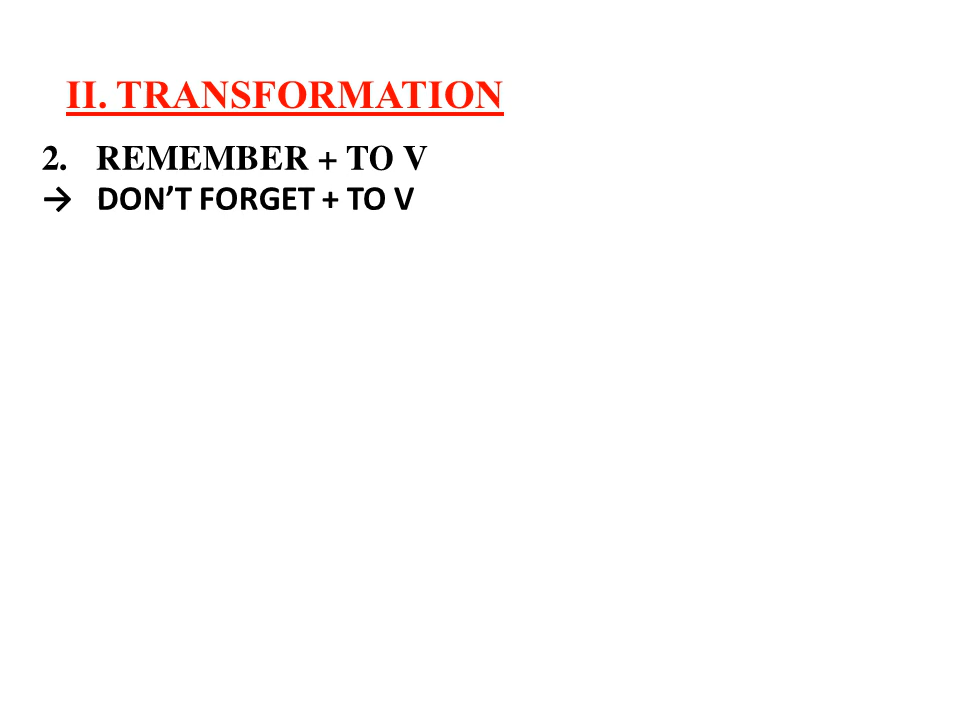 II. TRANSFORMATION
2. REMEMBER + TO V
→ DON’T FORGET + TO V